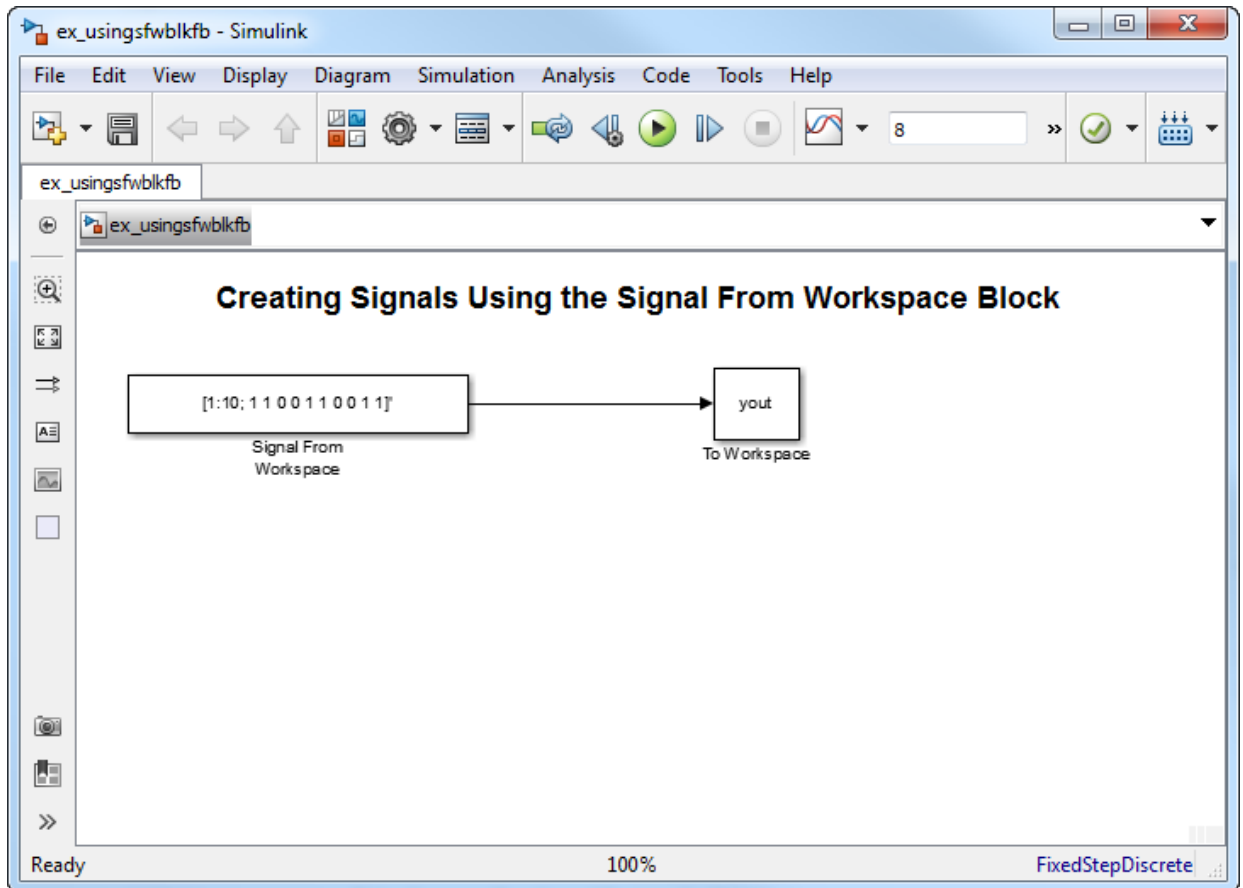 ex_usingsfwblkfb - Simulink
File Edit View Display Diagram Simulation Analysis Code Tools Help
8 »
ex_usingsfwblkfb
ex_usingsfwblkfb
Creating Signals Using the Signal From Workspace Block
[1:10; 1 1 0 0 1 1 0 0 1 1]'
yout
Signal From
Workspace
To Workspace
Ready 100% FixedStepDiscrete